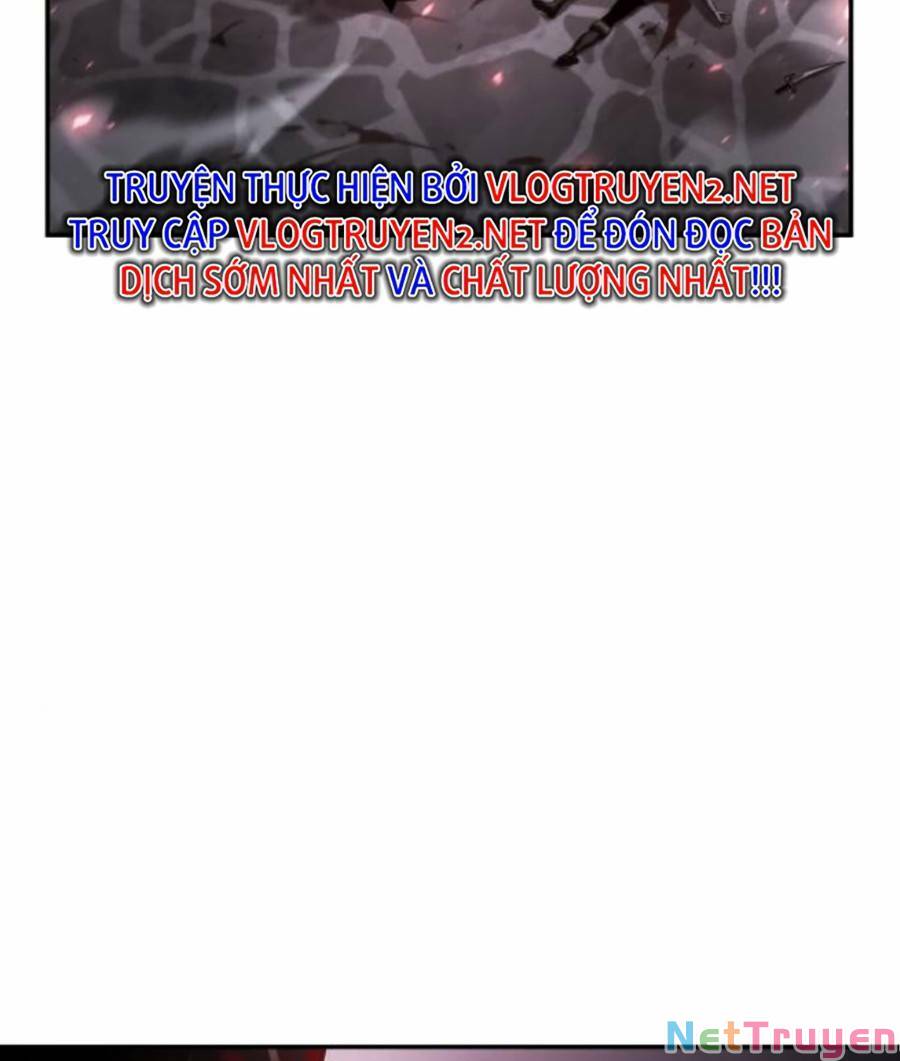 TRUYỆN THỰC HIỆN BỞI VLOGTRUYEN2.NET
TRUY CẬP VLOGTRUYEN2.NET ĐỂ ĐÓN ĐỌC BẢN
DỊCH SỚM NHẤT VÀ CHẤT LƯỢNG NHẤT!!!
NetTruyen